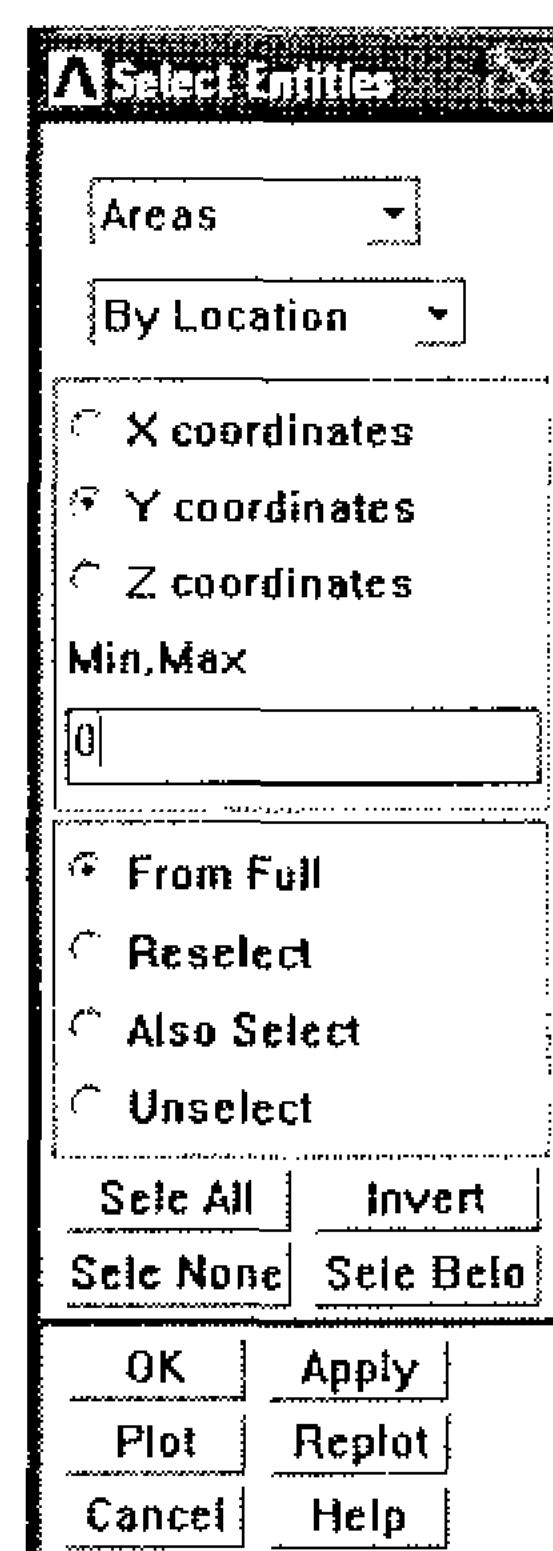 Select Entities
Areas
By Location
X coordinates
Y coordinates
Z coordinates
Min,Max
0
From Full
Reselect
Also Select
Unselect
Sele All Invert
Sele None Sele Belo
OK Apply
Plot Replot
Cancel Help